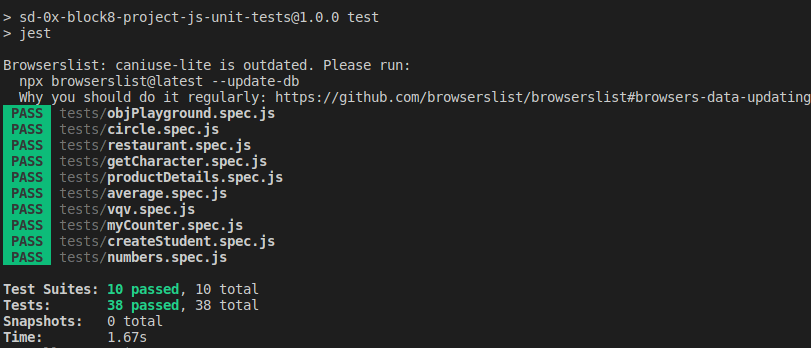 > sd-0x-block8-project-js-unit-tests@1.0.0 test
> jest
Browserslist: caniuse-lite is outdated. Please run:
npx browserslist@latest --update-db
Why you should do it regularly: https://github.com/browserslist/browserslist#browsers-data-updating
PASS tests/objPlayground.spec.js
PASS tests/circle.spec.js
PASS tests/restaurant.spec.js
PASS tests/getCharacter.spec.js
PASS tests/productDetails.spec.js
PASS tests/average.spec.js
PASS tests/vqv.spec.js
PASS tests/myCounter.spec.js
PASS tests/createStudent.spec.js
PASS tests/numbers.spec.js
Test Suites: 10 passed, 10 total
Tests: 38 passed, 38 total
Snapshots: 0 total
Time: 1.67s